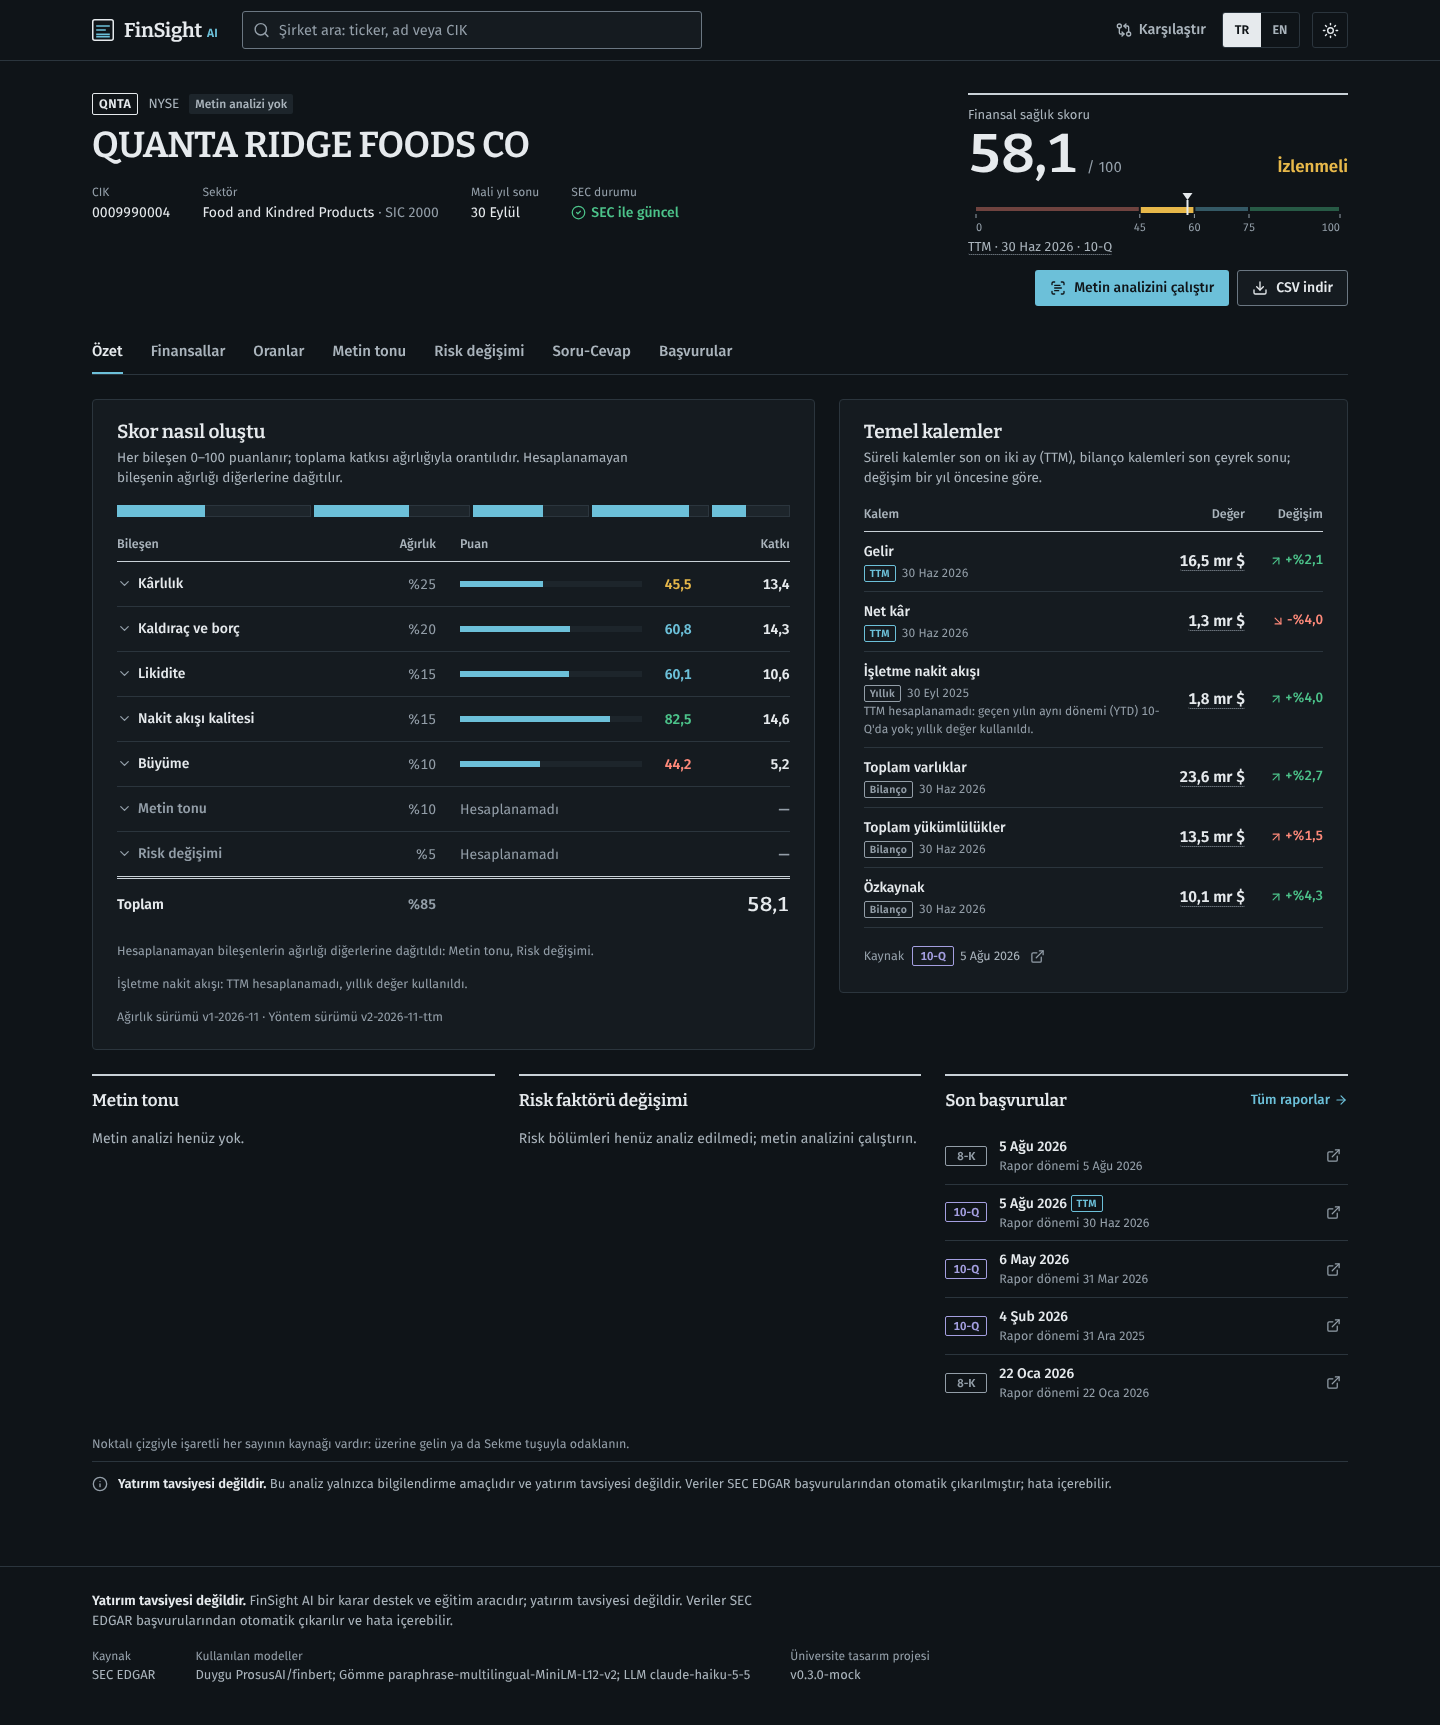 FinSight AI
Şirket ara: ticker, ad veya CIK
Karşılaştır
TR
EN
QNTA
NYSE
Metin analizi yok
QUANTA RIDGE FOODS CO
CIK
0009990004
Sektör
Food and Kindred Products · SIC 2000
Mali yıl sonu
30 Eylül
SEC durumu
SEC ile güncel
Finansal sağlık skoru
58,1 / 100
İzlenmeli
0
45
60
75
100
TTM · 30 Haz 2026 · 10-Q
Metin analizini çalıştır
CSV indir
Özet
Finansallar
Oranlar
Metin tonu
Risk değişimi
Soru-Cevap
Başvurular
Skor nasıl oluştu
Her bileşen 0–100 puanlanır; toplama katkısı ağırlığıyla orantılıdır. Hesaplanamayan
bileşenin ağırlığı diğerlerine dağıtılır.
Bileşen Ağırlık Puan Katkı
Kârlılık %25 45,5 13,4
Kaldıraç ve borç %20 60,8 14,3
Likidite %15 60,1 10,6
Nakit akışı kalitesi %15 82,5 14,6
Büyüme %10 44,2 5,2
Metin tonu %10 Hesaplanamadı —
Risk değişimi %5 Hesaplanamadı —
Toplam %85 58,1
Hesaplanamayan bileşenlerin ağırlığı diğerlerine dağıtıldı: Metin tonu, Risk değişimi.
İşletme nakit akışı: TTM hesaplanamadı, yıllık değer kullanıldı.
Ağırlık sürümü v1-2026-11 · Yöntem sürümü v2-2026-11-ttm
Temel kalemler
Süreli kalemler son on iki ay (TTM), bilanço kalemleri son çeyrek sonu;
değişim bir yıl öncesine göre.
Kalem Değer Değişim
Gelir
TTM 30 Haz 2026
16,5 mr $ +%2,1
Net kâr
TTM 30 Haz 2026
1,3 mr $ -%4,0
İşletme nakit akışı
Yıllık 30 Eyl 2025
TTM hesaplanamadı: geçen yılın aynı dönemi (YTD) 10-
Q'da yok; yıllık değer kullanıldı.
1,8 mr $ +%4,0
Toplam varlıklar
Bilanço 30 Haz 2026
23,6 mr $ +%2,7
Toplam yükümlülükler
Bilanço 30 Haz 2026
13,5 mr $ +%1,5
Özkaynak
Bilanço 30 Haz 2026
10,1 mr $ +%4,3
Kaynak 10-Q 5 Ağu 2026
Metin tonu
Metin analizi henüz yok.
Risk faktörü değişimi
Risk bölümleri henüz analiz edilmedi; metin analizini çalıştırın.
Son başvurular
Tüm raporlar
8-K
5 Ağu 2026
Rapor dönemi 5 Ağu 2026
10-Q
5 Ağu 2026 TTM
Rapor dönemi 30 Haz 2026
10-Q
6 May 2026
Rapor dönemi 31 Mar 2026
10-Q
4 Şub 2026
Rapor dönemi 31 Ara 2025
8-K
22 Oca 2026
Rapor dönemi 22 Oca 2026
Noktalı çizgiyle işaretli her sayının kaynağı vardır: üzerine gelin ya da Sekme tuşuyla odaklanın.
Yatırım tavsiyesi değildir. Bu analiz yalnızca bilgilendirme amaçlıdır ve yatırım tavsiyesi değildir. Veriler SEC EDGAR başvurularından otomatik çıkarılmıştır; hata içerebilir.
Yatırım tavsiyesi değildir. FinSight AI bir karar destek ve eğitim aracıdır; yatırım tavsiyesi değildir. Veriler SEC
EDGAR başvurularından otomatik çıkarılır ve hata içerebilir.
Kaynak
SEC EDGAR
Kullanılan modeller
Duygu ProsusAI/finbert; Gömme paraphrase-multilingual-MiniLM-L12-v2; LLM claude-haiku-5-5
Üniversite tasarım projesi
v0.3.0-mock